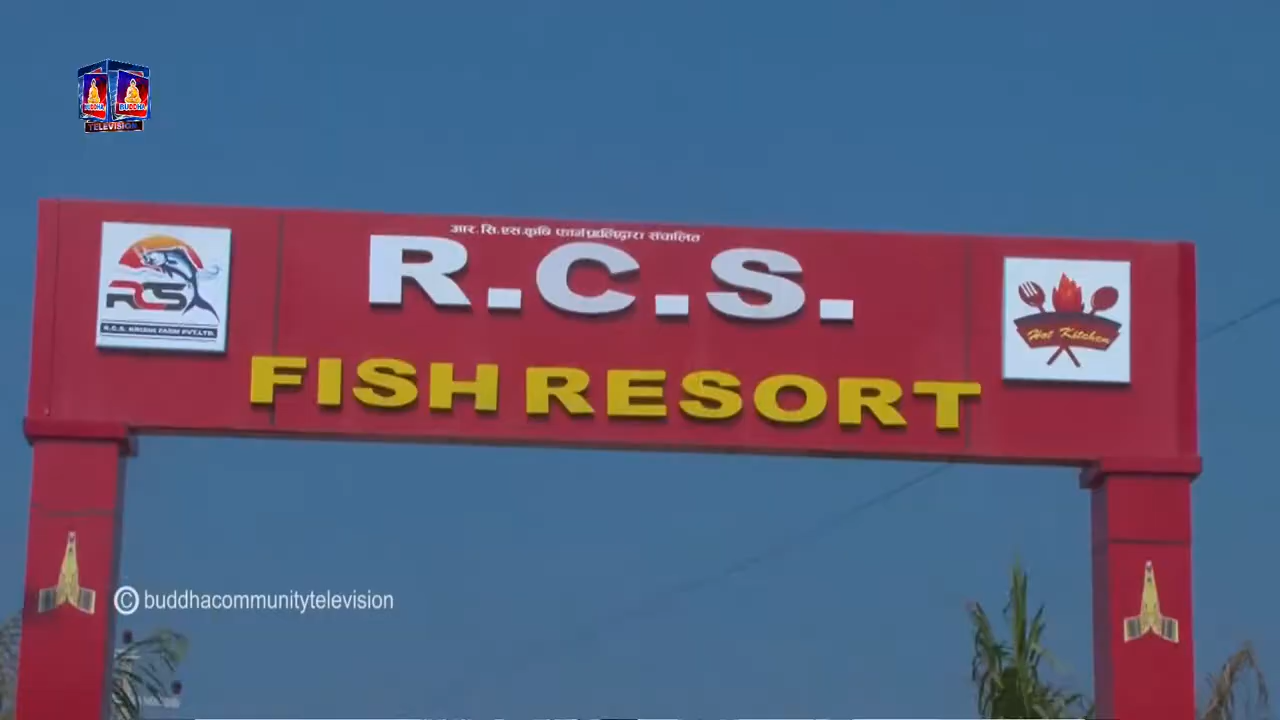 BUDDHA BUDDHA
TELEVISION
आर. सि. एस. कृषि फार्म प्रा.लि.द्वारा संचालित
R.C.S.
FISH RESORT
RCS
R.C.S. KRISHI FARM PVT.LTD.
Hot Kitchen
© buddhacommunitytelevision